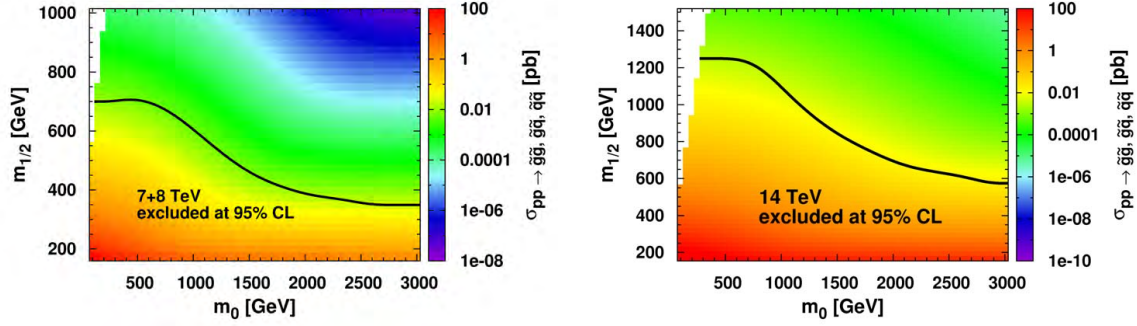 1000
800
600
400
200
m1/2 [GeV]
7+8 TeV
excluded at 95% CL
500 1000 1500 2000 2500 3000
m0 [GeV]
100
1
0.01
0.0001
1e-06
1e-08
σpp → g̃g̃, g̃q̃, q̃q̃ [pb]
1400
1200
1000
800
600
400
200
m1/2 [GeV]
14 TeV
excluded at 95% CL
500 1000 1500 2000 2500 3000
m0 [GeV]
100
1
0.01
0.0001
1e-06
1e-08
1e-10
σpp → g̃g̃, g̃q̃, q̃q̃ [pb]